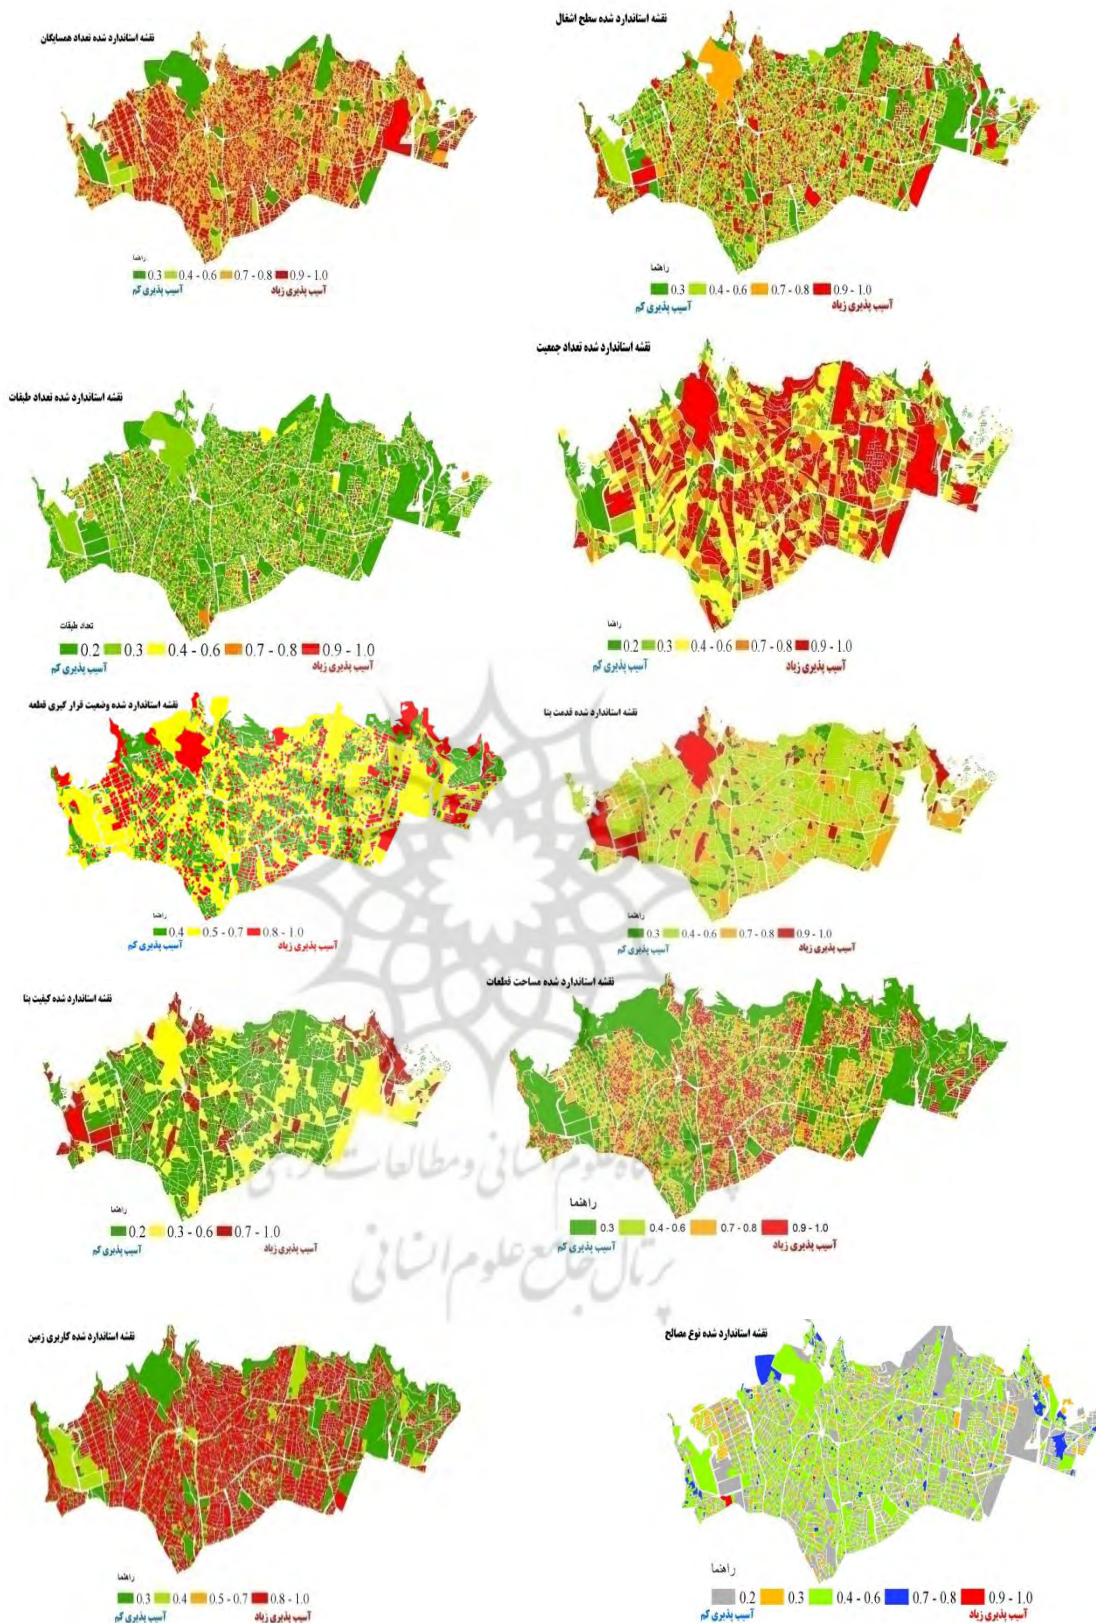 نقشه استاندارد شده تعداد همسایگان
راهنما
0.3 0.4 - 0.6 0.7 - 0.8 0.9 - 1.0
آسیب پذیری کم آسیب پذیری زیاد
نقشه استاندارد شده سطح اشغال
راهنما
0.3 0.4 - 0.6 0.7 - 0.8 0.9 - 1.0
آسیب پذیری کم آسیب پذیری زیاد
نقشه استاندارد شده تعداد طبقات
تعداد طبقات
0.2 0.3 0.4 - 0.6 0.7 - 0.8 0.9 - 1.0
آسیب پذیری کم آسیب پذیری زیاد
نقشه استاندارد شده تعداد جمعیت
راهنما
0.2 0.3 0.4 - 0.6 0.7 - 0.8 0.9 - 1.0
آسیب پذیری کم آسیب پذیری زیاد
نقشه استاندارد شده وضعیت قرار گیری قطعه
راهنما
0.4 0.5 - 0.7 0.8 - 1.0
آسیب پذیری کم آسیب پذیری زیاد
نقشه استاندارد شده قدمت بنا
راهنما
0.3 0.4 - 0.6 0.7 - 0.8 0.9 - 1.0
آسیب پذیری کم آسیب پذیری زیاد
نقشه استاندارد شده کیفیت بنا
راهنما
0.2 0.3 - 0.6 0.7 - 1.0
آسیب پذیری کم آسیب پذیری زیاد
نقشه استاندارد شده مساحت قطعات
راهنما
0.3 0.4 - 0.6 0.7 - 0.8 0.9 - 1.0
آسیب پذیری کم آسیب پذیری زیاد
علوم انسانی و مطالعات
پرتال جامع علوم انسانی
نقشه استاندارد شده کاربری زمین
راهنما
0.3 0.4 0.5 - 0.7 0.8 - 1.0
آسیب پذیری کم آسیب پذیری زیاد
نقشه استاندارد شده نوع مصالح
راهنما
0.2 0.3 0.4 - 0.6 0.7 - 0.8 0.9 - 1.0
آسیب پذیری کم آسیب پذیری زیاد